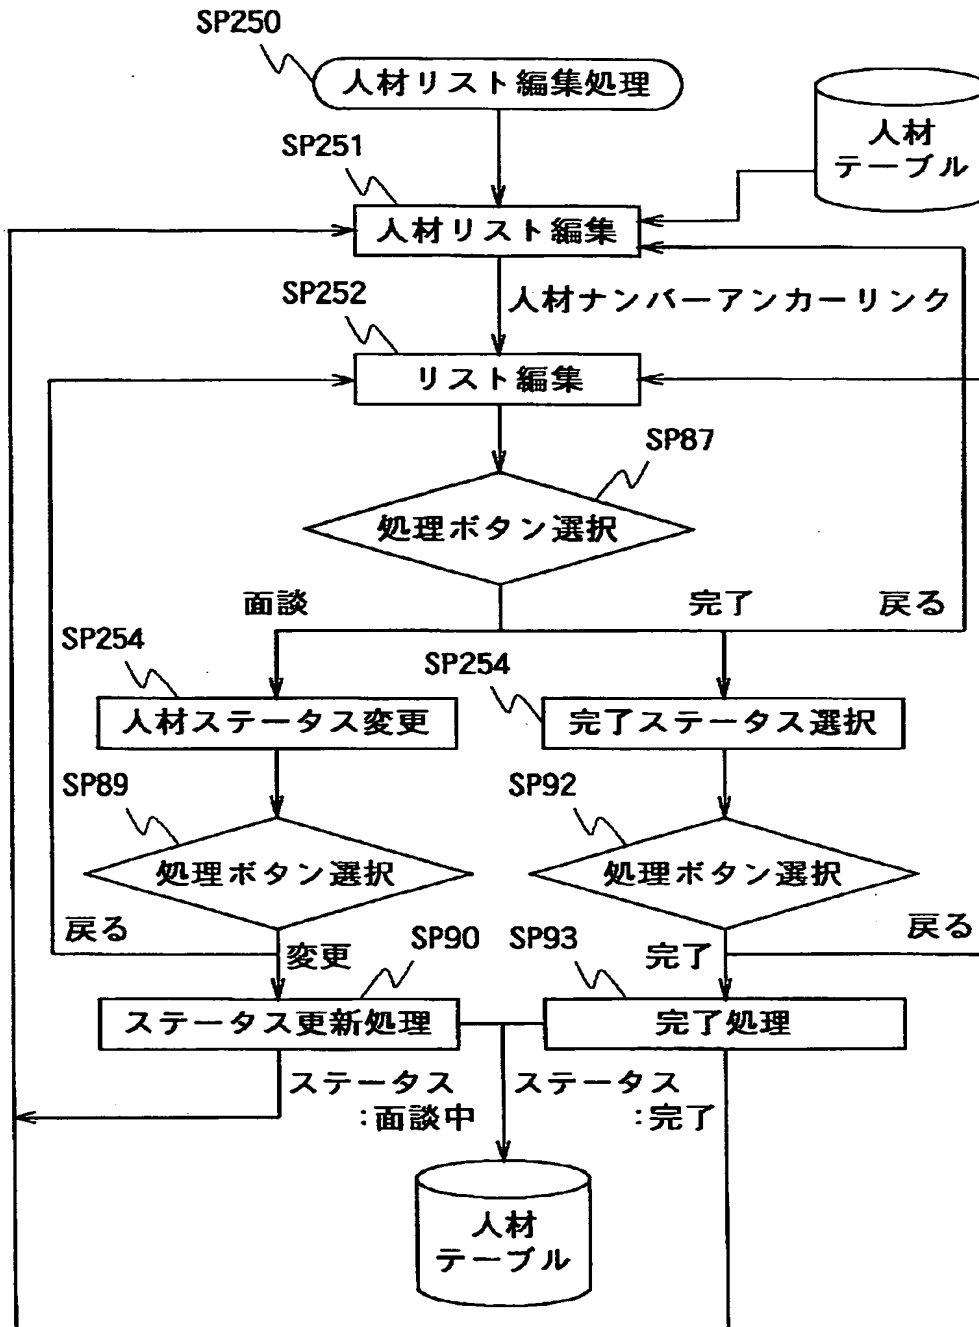 SP250
人材リスト編集処理
人材
テーブル
SP251
人材リスト編集
人材ナンバーアンカーリンク
SP252
リスト編集
SP87
処理ボタン選択
面談
完了
戻る
SP254
人材ステータス変更
SP254
完了ステータス選択
SP89
処理ボタン選択
SP92
処理ボタン選択
戻る
変更
SP90
SP93
完了
戻る
ステータス更新処理
完了処理
ステータス
:面談中
ステータス
:完了
人材
テーブル